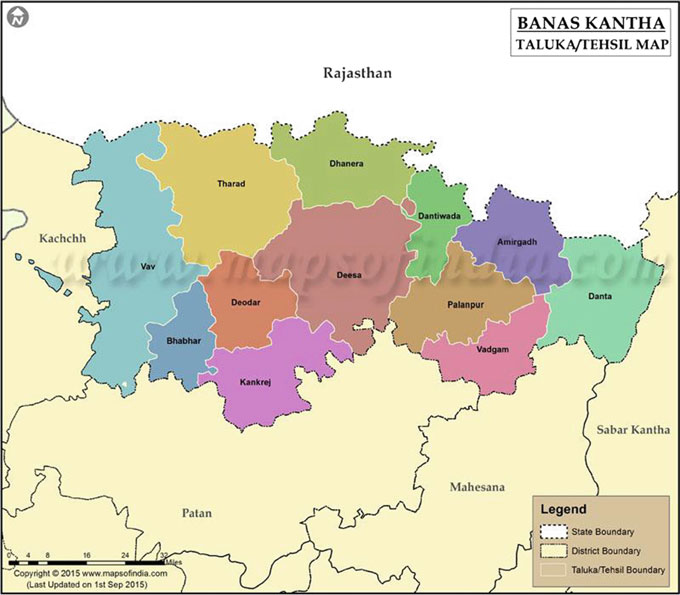 N
BANAS KANTHA
TALUKA/TEHSIL MAP
Rajasthan
Dhanera
Tharad
Dantiwada
Kachchh
Amirgadh
www.mapsofindia.com
Vav
Deesa
Danta
Deodar
Palanpur
Bhabhar
Vadgam
Kankrej
Sabar Kantha
Mahesana
Patan
Legend
State Boundary
District Boundary
Taluka/Tehsil Boundary
0 4 8 16 24 32
Miles
Copyright © 2015 www.mapsofindia.com
(Last Updated on 1st Sep 2015)